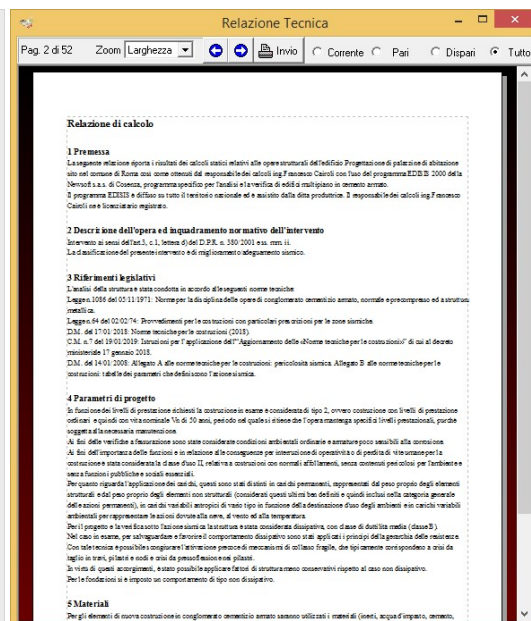 Relazione Tecnica
Pag. 2 di 52 Zoom Larghezza Invio Corrente Pari Dispari Tutto
Relazione di calcolo
1 Premessa
La seguente relazione riporta i risultati dei calcoli statici relativi alle opere strutturali dell'edificio Progettazione di palazzine di abitazione
sito nel comune di Roma cosi come ottenuti dal responsabile dei calcoli ing.Francesco Cairoli con l'uso del programma EDISIS 2000 della
Newsoft s.a.s. di Cosenza, programma specifico per l'analisi e la verifica di edifici multipiano in cemento armato.
Il programma EDISIS è diffuso su tutto il territorio nazionale ed è assistito dalla ditta produttrice. Il responsabile dei calcoli ing.Francesco
Cairoli ne è licenziatario registrato.
2 Descrizione dell'opera ed inquadramento normativo dell'intervento
Intervento ai sensi dell'art.3, c.1, lettera d) del D.P.R. n. 380/2001 e ss. mm. ii.
La classificazione del presente intervento è di miglioramento/adeguamento sismico.
3 Riferimenti legislativi
L'analisi della struttura è stata condotta in accordo alle seguenti norme tecniche
Legge n.1086 del 05/11/1971: Norme per la disciplina delle opere di conglomerato cementizio armato, normale e precompresso ed a struttura
metallica.
Legge n.64 del 02/02/74: Provvedimenti per le costruzioni con particolari prescrizioni per le zone sismiche.
D.M. del 17/01/2018: Norme tecniche per le costruzioni (2018).
C.M. n.7 del 19/01/2019: Istruzioni per l'applicazione dell'"Aggiornamento delle «Norme tecniche per le costruzioni»" di cui al decreto
ministeriale 17 gennaio 2018.
D.M. del 14/01/2008: Allegato A alle norme tecniche per le costruzioni: pericolosità sismica. Allegato B alle norme tecniche per le
costruzioni: tabelle dei parametri che definiscono l'azione sismica.
4 Parametri di progetto
In funzione dei livelli di prestazione richiesti la costruzione in esame è considerata di tipo 2, ovvero costruzione con livelli di prestazione
ordinari e quindi con vita nominale Vn di 50 anni, periodo nel quale si ritiene che l'opera mantenga specifici livelli prestazionali, purché
soggetta alla necessaria manutenzione.
Ai fini delle verifiche a fessurazione sono state considerate condizioni ambientali ordinarie e armature poco sensibili alla corrosione.
Ai fini dell'importanza delle funzioni e in relazione alle conseguenze per interruzione di operatività o di perdita di vite umane per la
costruzione è stata considerata la classe d'uso II, relativa a costruzioni con normali affollamenti, senza contenuti pericolosi per l'ambiente e
senza funzioni pubbliche e sociali essenziali.
Per quanto riguarda l'applicazione dei carichi, questi sono stati distinti in carichi permanenti, rappresentati dal peso proprio degli elementi
strutturali e dal peso proprio degli elementi non strutturali (considerati questi ultimi ben definiti e quindi inclusi nella categoria generale
delle azioni permanenti), in carichi variabili antropici di vario tipo in funzione della destinazione d'uso degli ambienti e in carichi variabili
ambientali per rappresentare le azioni dovute alla neve, al vento ed alla temperatura.
Per il progetto e la verifica sotto l'azione sismica la struttura è stata considerata dissipativa, con classe di duttilità media (classe B).
Nel caso in esame, per salvaguardare e favorire il comportamento dissipativo sono stati applicati i principi della gerarchia delle resistenze.
Con tale tecnica è possibile scongiurare l'attivazione precoce di meccanismi di collasso fragile, che tipicamente corrispondono a crisi da
taglio in travi, pilastri e nodi e crisi da pressoflessione nei pilastri.
In virtù di questi accorgimenti, è stato possibile applicare fattori di struttura meno conservativi rispetto al caso non dissipativo.
Per le fondazioni si è imposto un comportamento di tipo non dissipativo.
5 Materiali
Per gli elementi di nuova costruzione in conglomerato cementizio armato saranno utilizzati i materiali (inerti, acqua d'impasto, cemento,